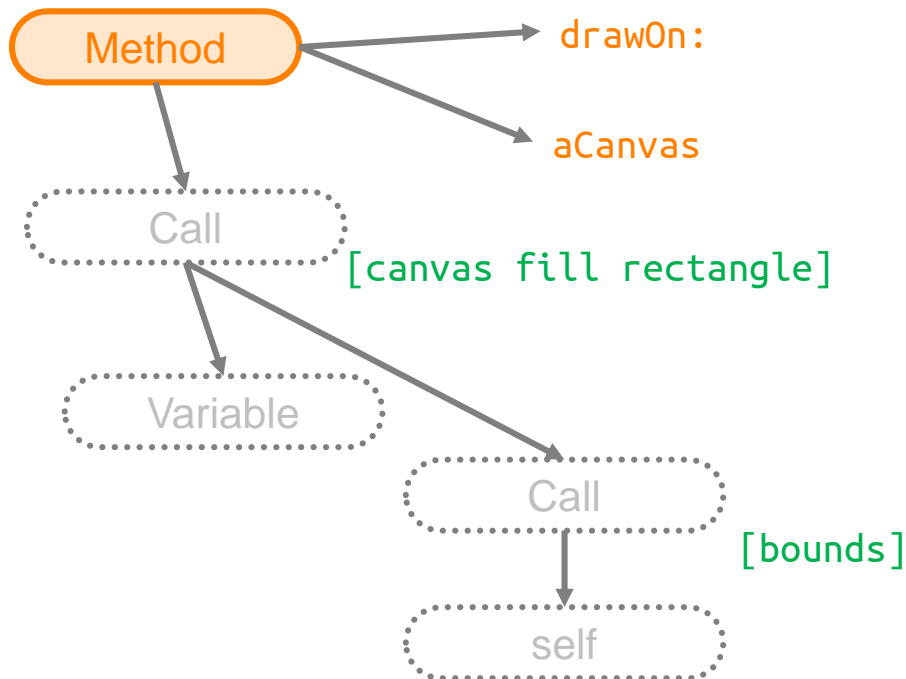 Method
drawOn:
aCanvas
Call
[canvas fill rectangle]
Variable
Call
[bounds]
self